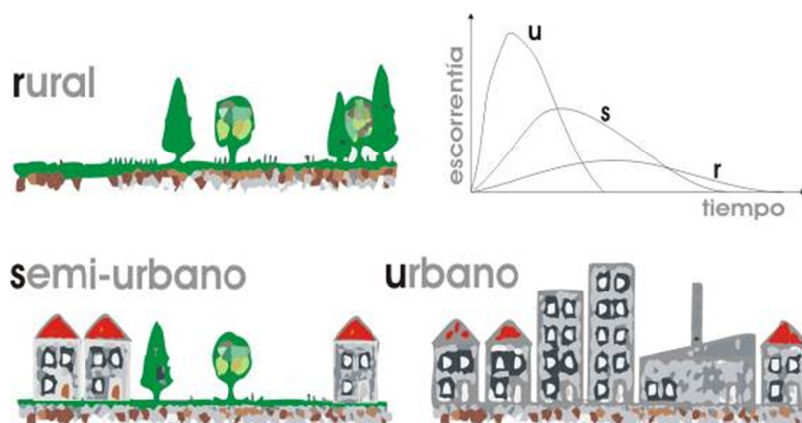 rural
u
s
r
escorrentía
tiempo
semi-urbano
urbano